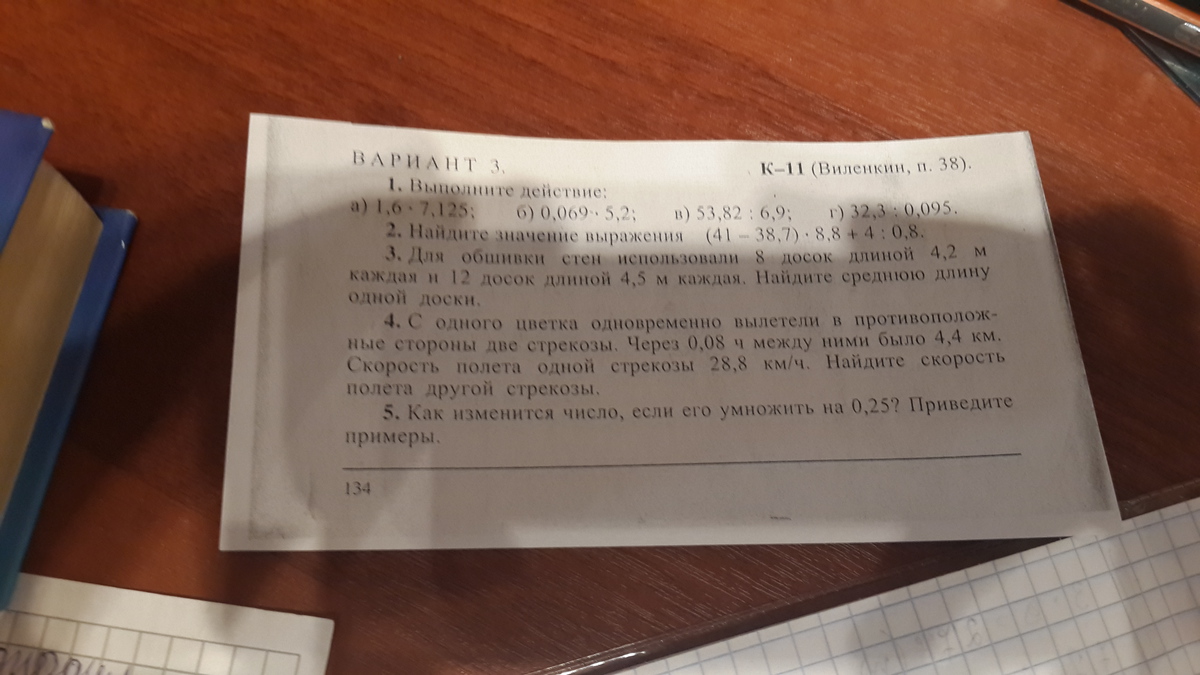 ВАРИАНТ 3. К–11 (Виленкин, п. 38).
1. Выполните действие:
а) 1,6 · 7,125; б) 0,069 · 5,2; в) 53,82 : 6,9; г) 32,3 : 0,095.
2. Найдите значение выражения (41 – 38,7) · 8,8 + 4 : 0,8.
3. Для обшивки стен использовали 8 досок длиной 4,2 м
каждая и 12 досок длиной 4,5 м каждая. Найдите среднюю длину
одной доски.
4. С одного цветка одновременно вылетели в противополож-
ные стороны две стрекозы. Через 0,08 ч между ними было 4,4 км.
Скорость полета одной стрекозы 28,8 км/ч. Найдите скорость
полета другой стрекозы.
5. Как изменится число, если его умножить на 0,25? Приведите
примеры.
134